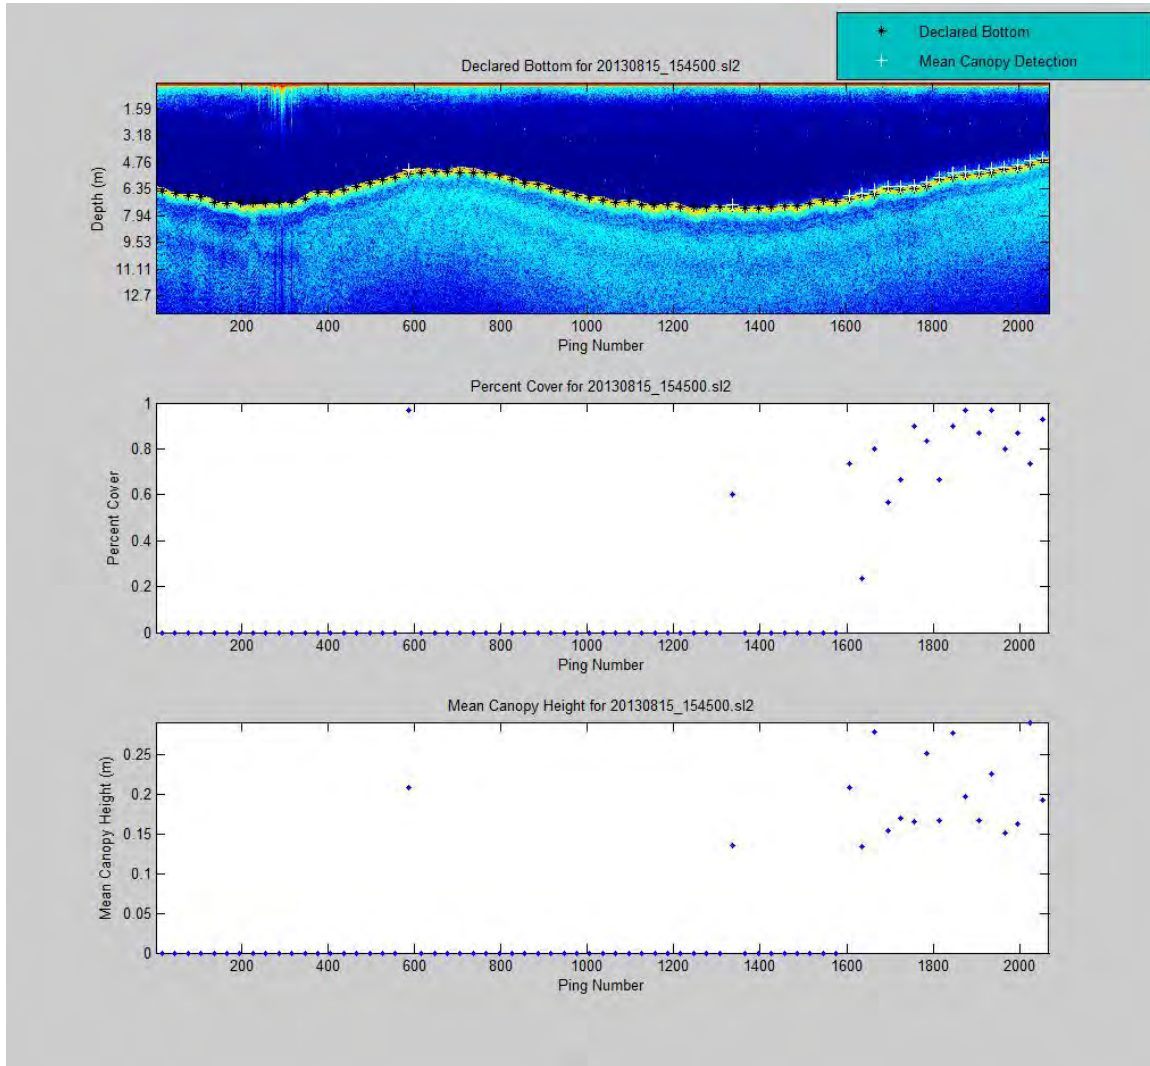 Declared Bottom
Mean Canopy Detection
Declared Bottom for 20130815_154500.sl2
Depth (m)
1.59
3.18
4.76
6.35
7.94
9.53
11.11
12.7
200 400 600 800 1000 1200 1400 1600 1800 2000
Ping Number
Percent Cover for 20130815_154500.sl2
Percent Cover
1
0.8
0.6
0.4
0.2
0
200 400 600 800 1000 1200 1400 1600 1800 2000
Ping Number
Mean Canopy Height for 20130815_154500.sl2
Mean Canopy Height (m)
0.25
0.2
0.15
0.1
0.05
0
200 400 600 800 1000 1200 1400 1600 1800 2000
Ping Number